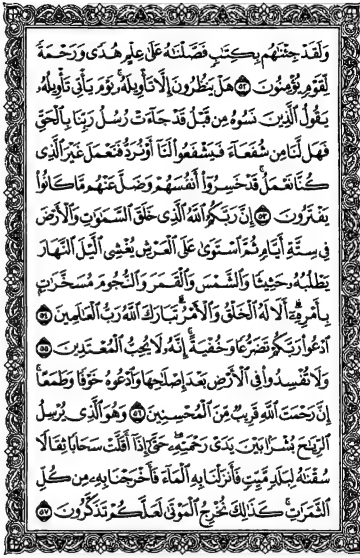 وَلَقَدْ جِئْنَٰهُم بِكِتَٰبٍ فَصَّلْنَٰهُ عَلَىٰ عِلْمٍ هُدًى وَرَحْمَةً
لِّقَوْمٍ يُؤْمِنُونَ ٥٢ هَلْ يَنظُرُونَ إِلَّا تَأْوِيلَهُۥ يَوْمَ يَأْتِى تَأْوِيلُهُۥ
يَقُولُ ٱلَّذِينَ نَسُوهُ مِن قَبْلُ قَدْ جَآءَتْ رُسُلُ رَبِّنَا بِٱلْحَقِّ
فَهَل لَّنَا مِن شُفَعَآءَ فَيَشْفَعُوا۟ لَنَآ أَوْ نُرَدُّ فَنَعْمَلَ غَيْرَ ٱلَّذِى
كُنَّا نَعْمَلُ قَدْ خَسِرُوٓا۟ أَنفُسَهُمْ وَضَلَّ عَنْهُم مَّا كَانُوا۟
يَفْتَرُونَ ٥٣ إِنَّ رَبَّكُمُ ٱللَّهُ ٱلَّذِى خَلَقَ ٱلسَّمَٰوَٰتِ وَٱلْأَرْضَ
فِى سِتَّةِ أَيَّامٍ ثُمَّ ٱسْتَوَىٰ عَلَى ٱلْعَرْشِ يُغْشِى ٱلَّيْلَ ٱلنَّهَارَ
يَطْلُبُهُۥ حَثِيثًا وَٱلشَّمْسَ وَٱلْقَمَرَ وَٱلنُّجُومَ مُسَخَّرَٰتٍۭ
بِأَمْرِهِۦٓ أَلَا لَهُ ٱلْخَلْقُ وَٱلْأَمْرُ تَبَارَكَ ٱللَّهُ رَبُّ ٱلْعَٰلَمِينَ ٥٤
ٱدْعُوا۟ رَبَّكُمْ تَضَرُّعًا وَخُفْيَةً إِنَّهُۥ لَا يُحِبُّ ٱلْمُعْتَدِينَ ٥٥
وَلَا تُفْسِدُوا۟ فِى ٱلْأَرْضِ بَعْدَ إِصْلَٰحِهَا وَٱدْعُوهُ خَوْفًا وَطَمَعًا
إِنَّ رَحْمَتَ ٱللَّهِ قَرِيبٌ مِّنَ ٱلْمُحْسِنِينَ ٥٦ وَهُوَ ٱلَّذِى يُرْسِلُ
ٱلرِّيَٰحَ بُشْرًۢا بَيْنَ يَدَىْ رَحْمَتِهِۦ حَتَّىٰٓ إِذَآ أَقَلَّتْ سَحَابًا ثِقَالًا
سُقْنَٰهُ لِبَلَدٍ مَّيِّتٍ فَأَنزَلْنَا بِهِ ٱلْمَآءَ فَأَخْرَجْنَا بِهِۦ مِن كُلِّ
ٱلثَّمَرَٰتِ كَذَٰلِكَ نُخْرِجُ ٱلْمَوْتَىٰ لَعَلَّكُمْ تَذَكَّرُونَ ٥٧